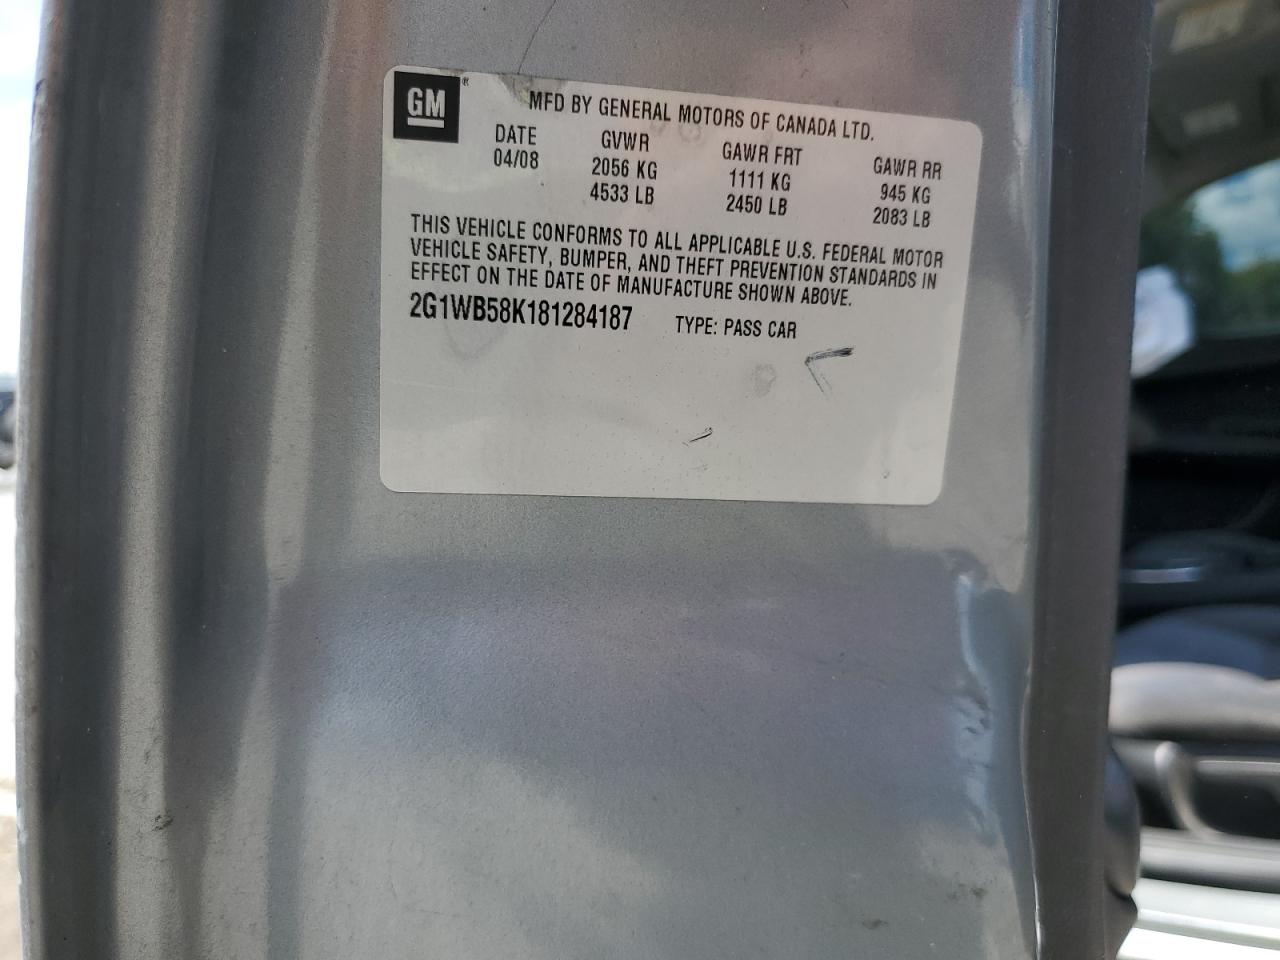 GM ®
MFD BY GENERAL MOTORS OF CANADA LTD.
DATE GVWR GAWR FRT GAWR RR
04/08 2056 KG 1111 KG 945 KG
4533 LB 2450 LB 2083 LB
THIS VEHICLE CONFORMS TO ALL APPLICABLE U.S. FEDERAL MOTOR
VEHICLE SAFETY, BUMPER, AND THEFT PREVENTION STANDARDS IN
EFFECT ON THE DATE OF MANUFACTURE SHOWN ABOVE.
2G1WB58K181284187 TYPE: PASS CAR